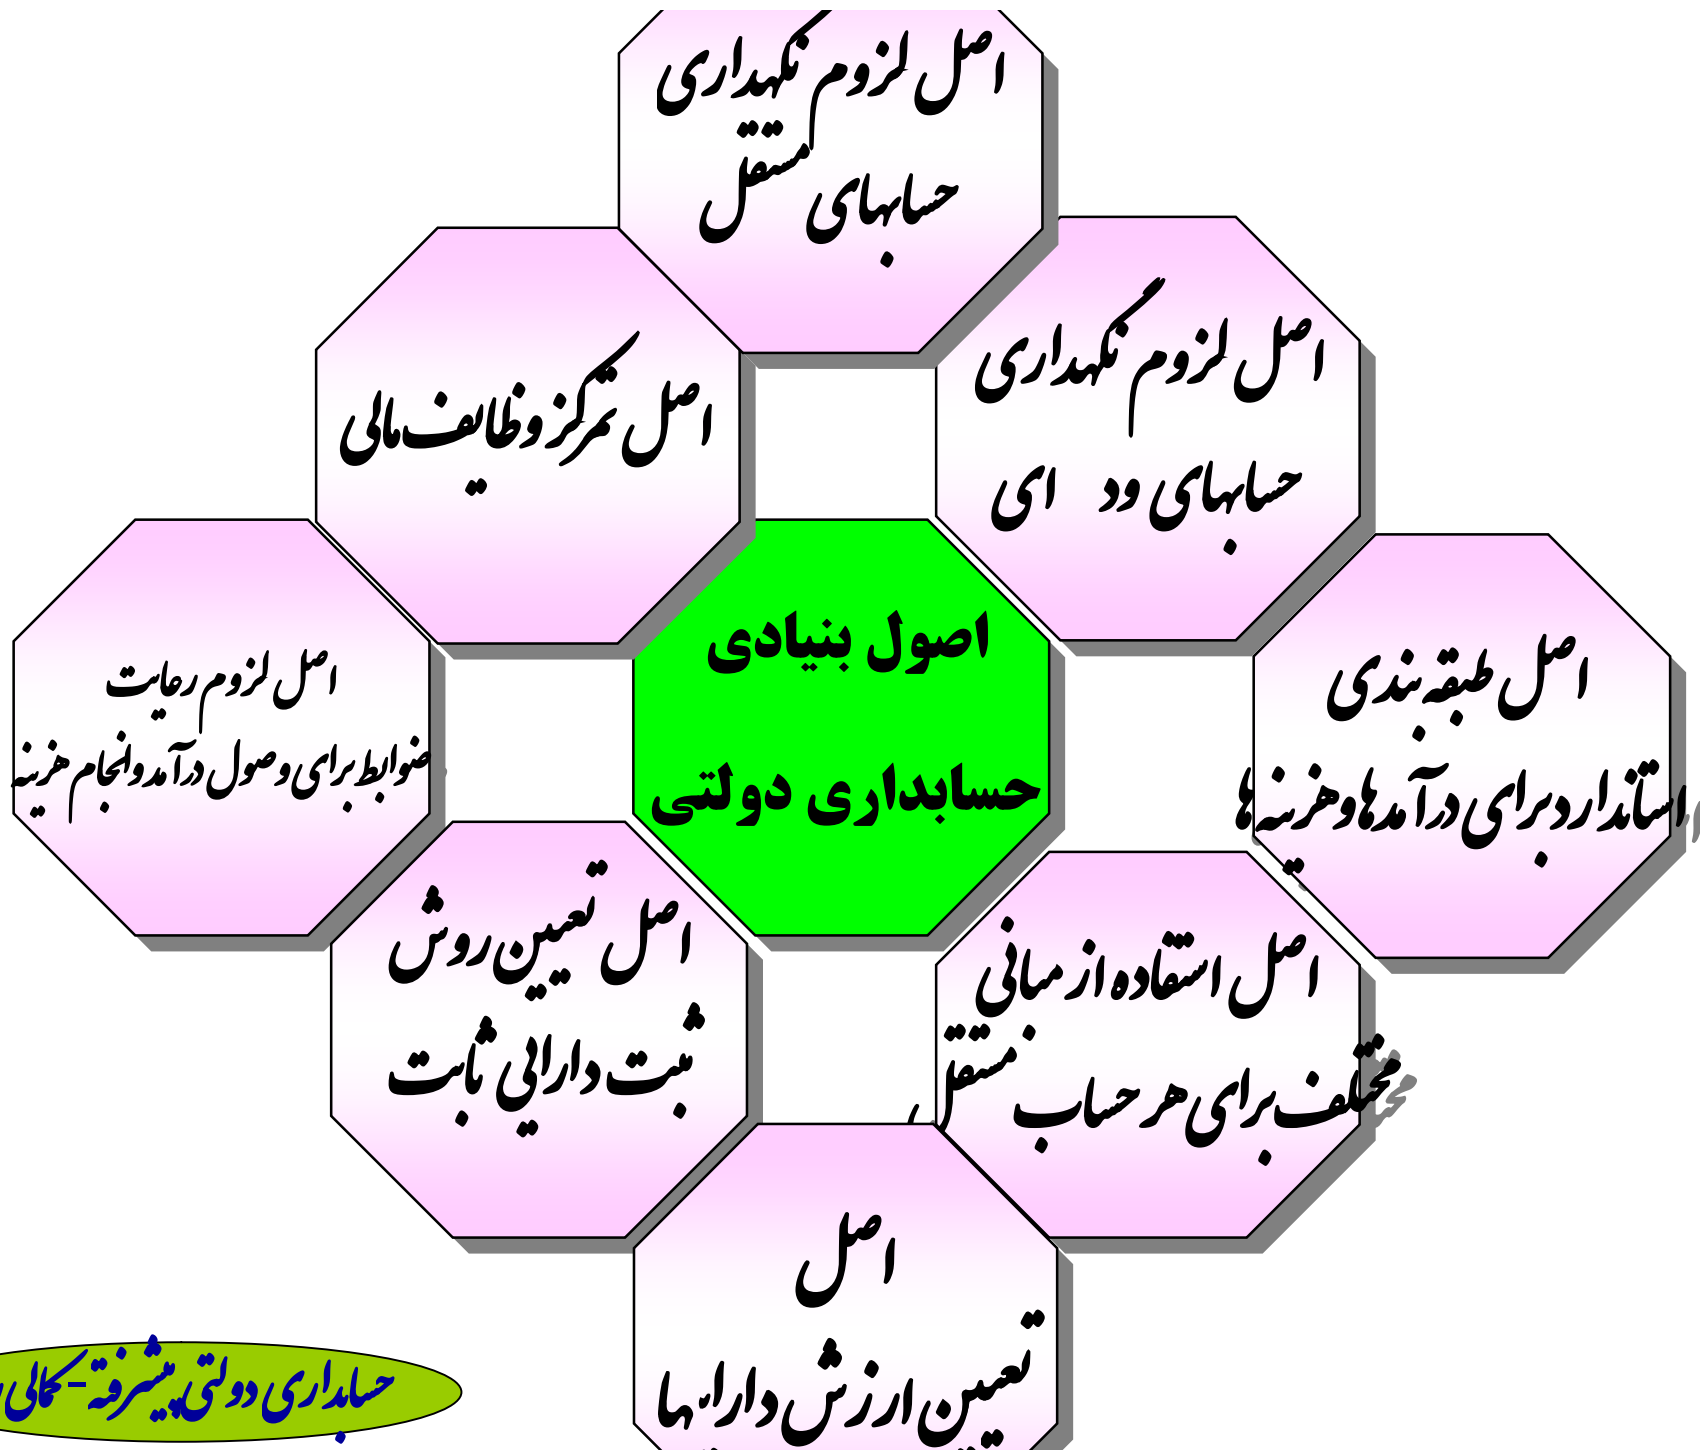 اصل لزوم نگهداری
حسابهای مستقل
اصل لزوم نگهداری
حسابهای ود ای
اصل تمرکز وظایف مالی
اصول بنیادی
حسابداری دولتی
اصل طبقه بندی
استاندارد برای درآمدها و هزینه ها
اصل لزوم رعایت
ضوابط برای وصول درآمد و انجام هزینه
اصل تعیین روش
ثبت دارایی ثابت
اصل استفاده از مبانی
مختلف برای هر حساب مستقل
اصل
تعیین ارزش داراییها
حسابداری دولتی پیشرفته - کمالی